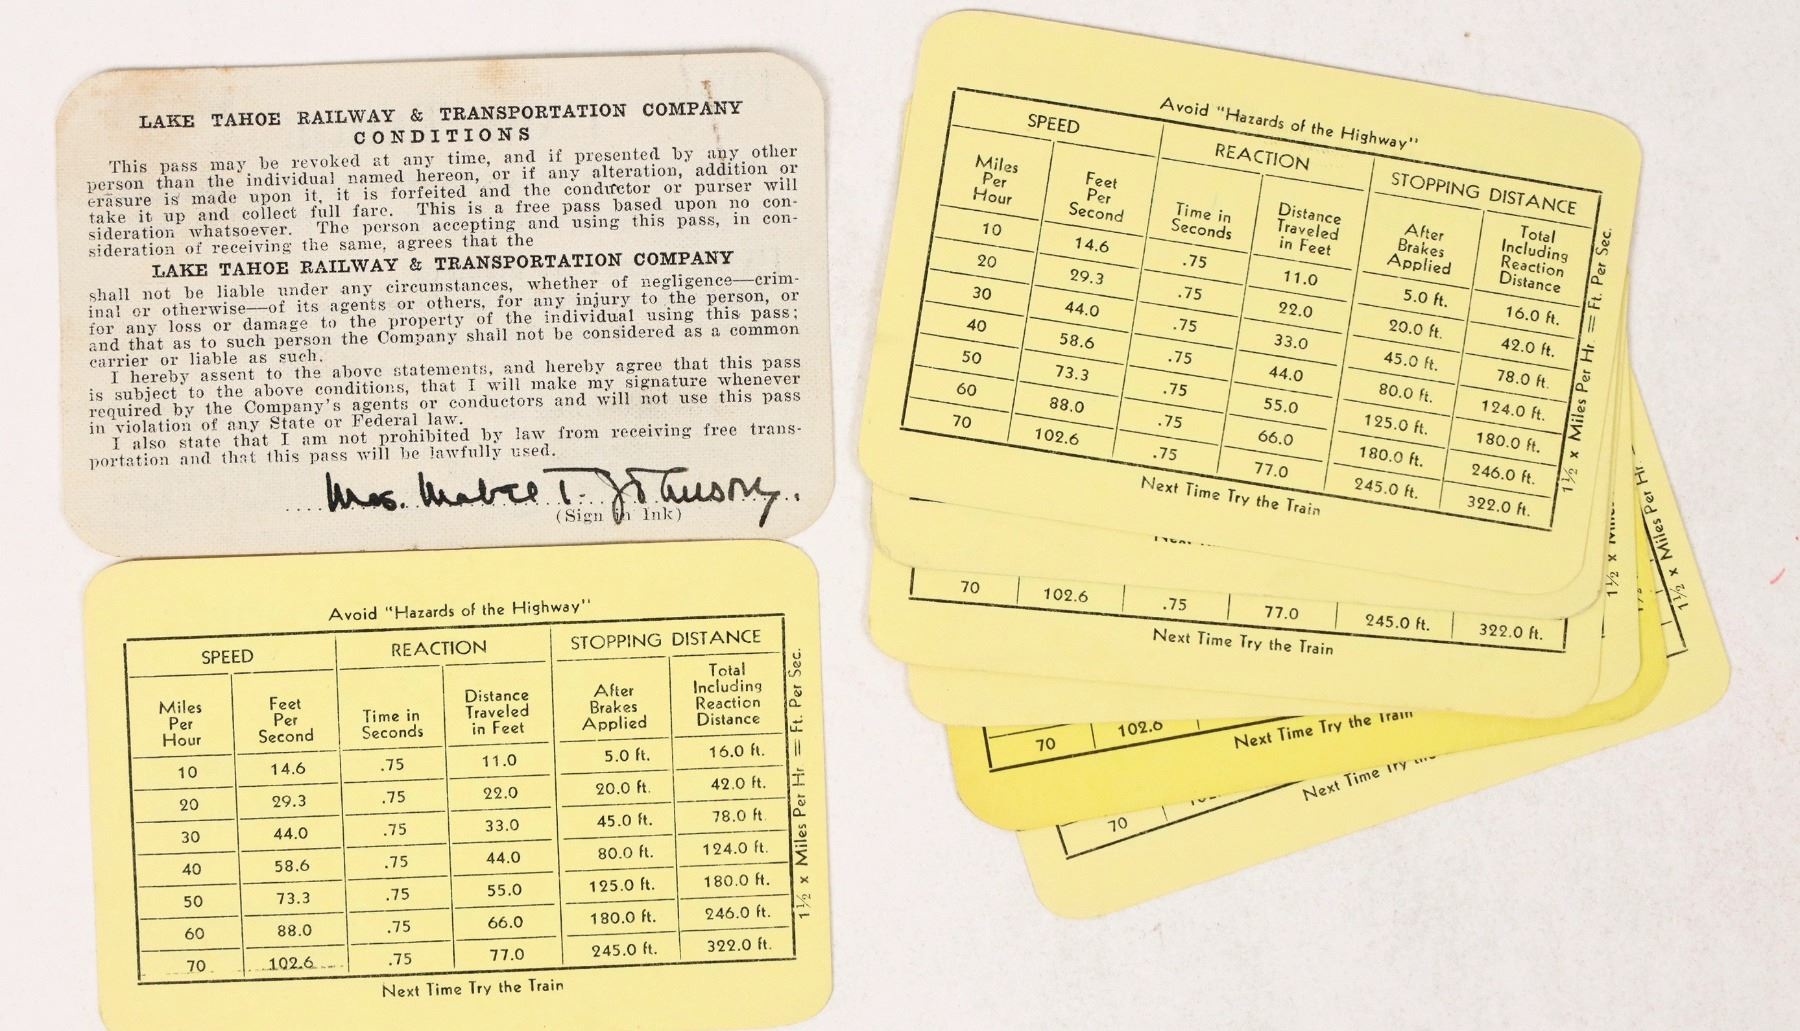 LAKE TAHOE RAILWAY & TRANSPORTATION COMPANY
CONDITIONS
This pass may be revoked at any time, and if presented by any other
person than the individual named hereon, or if any alteration, addition or
erasure is made upon it, it is forfeited and the conductor or purser will
take it up and collect full fare. This is a free pass based upon no con-
sideration whatsoever. The person accepting and using this pass, in con-
sideration of receiving the same, agrees that the
LAKE TAHOE RAILWAY & TRANSPORTATION COMPANY
shall not be liable under any circumstances, whether of negligence—crim-
inal or otherwise—of its agents or others, for any injury to the person, or
for any loss or damage to the property of the individual using this pass;
and that as to such person the Company shall not be considered as a common
carrier or liable as such.
I hereby assent to the above statements, and hereby agree that this pass
is subject to the above conditions, that I will make my signature whenever
required by the Company's agents or conductors and will not use this pass
in violation of any State or Federal law.
I also state that I am not prohibited by law from receiving free trans-
portation and that this pass will be lawfully used.
Mrs. Mabel T. Johnson.
(Sign in Ink)
Avoid "Hazards of the Highway"
SPEED REACTION STOPPING DISTANCE
Miles Per Hour Feet Per Second Time in Seconds Distance Traveled in Feet After Brakes Applied Total Including Reaction Distance
10 14.6 .75 11.0 5.0 ft. 16.0 ft.
20 29.3 .75 22.0 20.0 ft. 42.0 ft.
30 44.0 .75 33.0 45.0 ft. 78.0 ft.
40 58.6 .75 44.0 80.0 ft. 124.0 ft.
50 73.3 .75 55.0 125.0 ft. 180.0 ft.
60 88.0 .75 66.0 180.0 ft. 246.0 ft.
70 102.6 .75 77.0 245.0 ft. 322.0 ft.
1½ x Miles Per Hr = Ft. Per Sec.
Next Time Try the Train
Avoid "Hazards of the Highway"
SPEED REACTION STOPPING DISTANCE
Miles Per Hour Feet Per Second Time in Seconds Distance Traveled in Feet After Brakes Applied Total Including Reaction Distance
10 14.6 .75 11.0 5.0 ft. 16.0 ft.
20 29.3 .75 22.0 20.0 ft. 42.0 ft.
30 44.0 .75 33.0 45.0 ft. 78.0 ft.
40 58.6 .75 44.0 80.0 ft. 124.0 ft.
50 73.3 .75 55.0 125.0 ft. 180.0 ft.
60 88.0 .75 66.0 180.0 ft. 246.0 ft.
70 102.6 .75 77.0 245.0 ft. 322.0 ft.
1½ x Miles Per Hr. = Ft. Per Sec.
Next Time Try the Train
70 102.6 .75 77.0 245.0 ft. 322.0 ft.
Next Time Try the Train
1½ x
70 102.6
Next Time Try the Train
70
Next Time Try
1½ x Miles Per Hr.